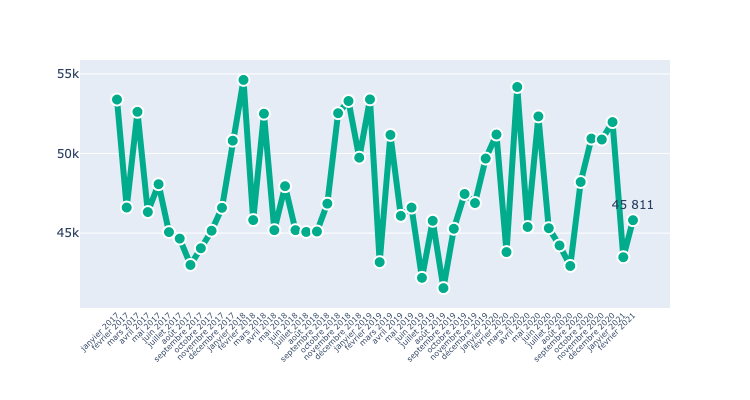 55k
50k
45k
45 811
janvier 2017
février 2017
mars 2017
avril 2017
mai 2017
juin 2017
juillet 2017
août 2017
septembre 2017
octobre 2017
novembre 2017
décembre 2017
janvier 2018
février 2018
mars 2018
avril 2018
mai 2018
juin 2018
juillet 2018
août 2018
septembre 2018
octobre 2018
novembre 2018
décembre 2018
janvier 2019
février 2019
mars 2019
avril 2019
mai 2019
juin 2019
juillet 2019
août 2019
septembre 2019
octobre 2019
novembre 2019
décembre 2019
janvier 2020
février 2020
mars 2020
avril 2020
mai 2020
juin 2020
juillet 2020
août 2020
septembre 2020
octobre 2020
novembre 2020
décembre 2020
janvier 2021
février 2021